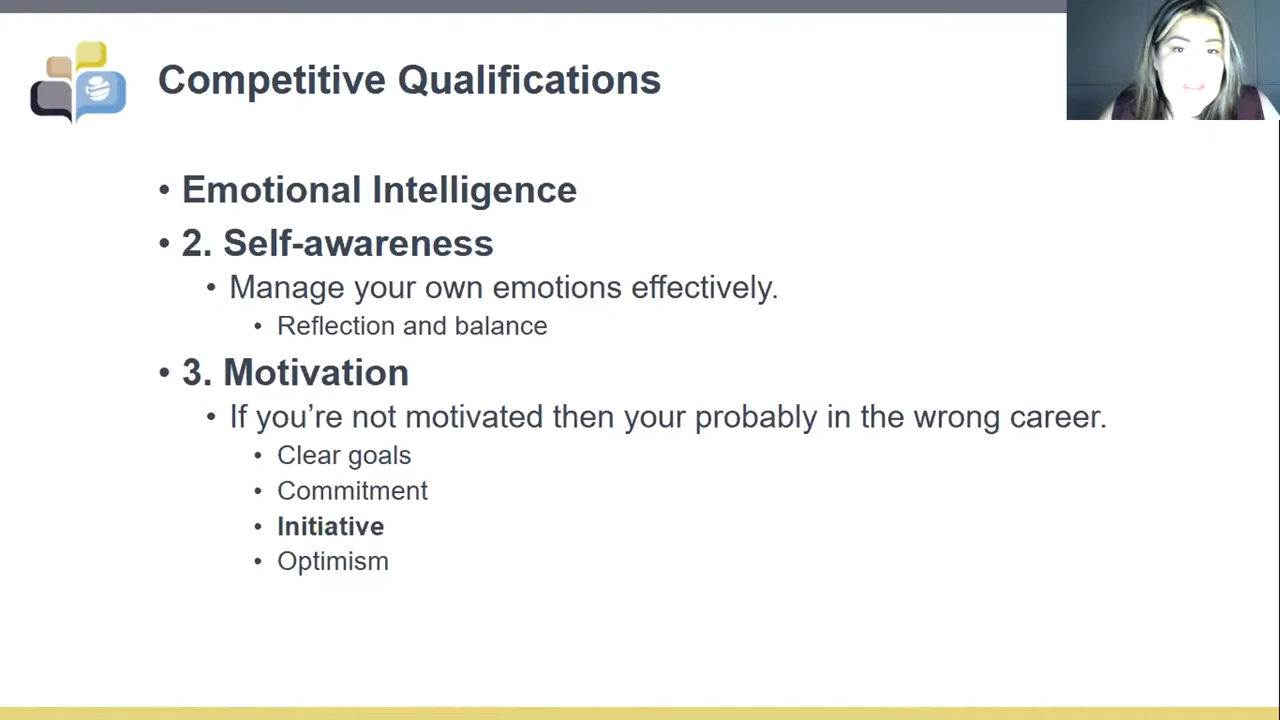 Competitive Qualifications
• Emotional Intelligence
• 2. Self-awareness
• Manage your own emotions effectively.
• Reflection and balance
• 3. Motivation
• If you’re not motivated then your probably in the wrong career.
• Clear goals
• Commitment
• Initiative
• Optimism